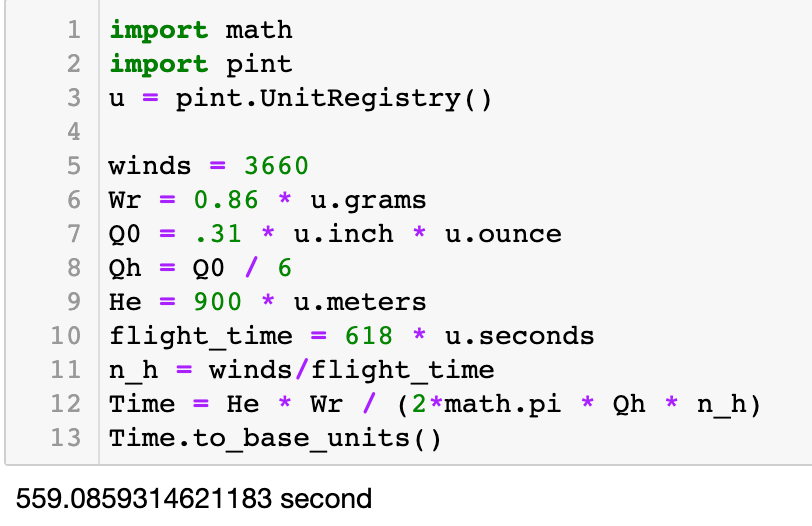 1 import math
2 import pint
3 u = pint.UnitRegistry()
4
5 winds = 3660
6 Wr = 0.86 * u.grams
7 Q0 = .31 * u.inch * u.ounce
8 Qh = Q0 / 6
9 He = 900 * u.meters
10 flight_time = 618 * u.seconds
11 n_h = winds/flight_time
12 Time = He * Wr / (2*math.pi * Qh * n_h)
13 Time.to_base_units()
559.0859314621183 second